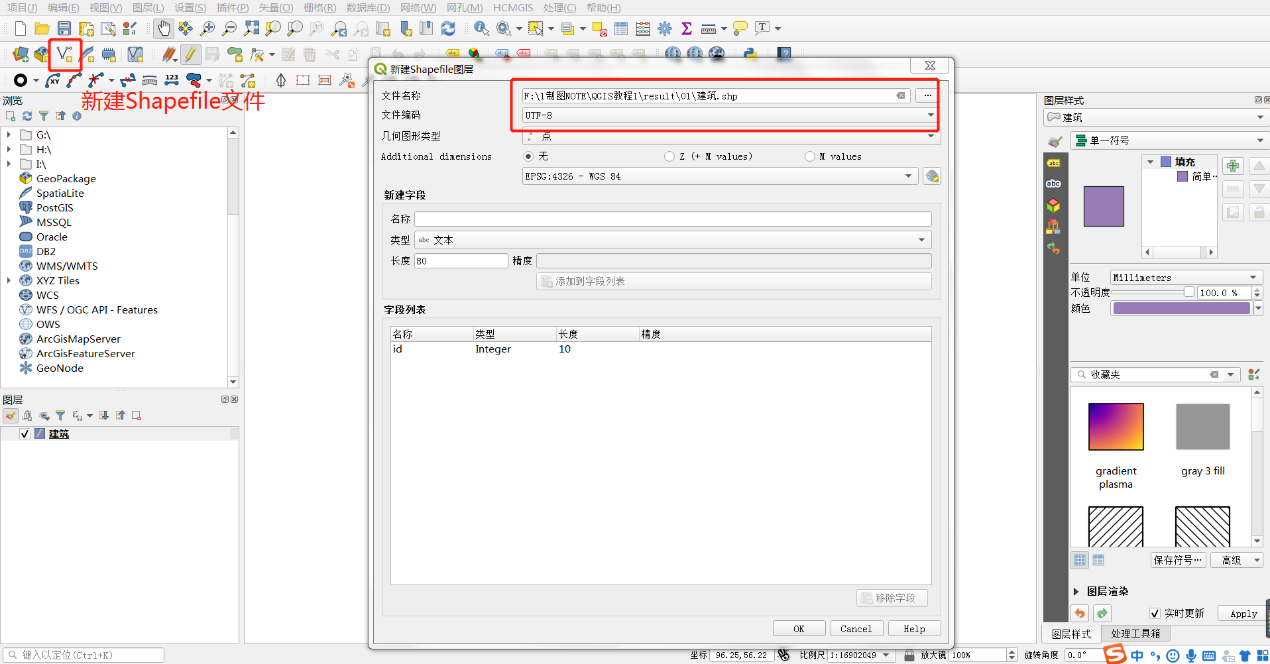 项目(J) 编辑(E) 视图(V) 图层(L) 设置(S) 插件(P) 矢量(O) 栅格(R) 数据库(D) 网络(W) 网孔(M) HCMGIS 处理(C) 帮助(H)
新建Shapefile文件
浏览
G:\
H:\
I:\
GeoPackage
SpatiaLite
PostGIS
MSSQL
Oracle
DB2
WMS/WMTS
XYZ Tiles
WCS
WFS / OGC API - Features
OWS
ArcGisMapServer
ArcGisFeatureServer
GeoNode
图层
建筑
新建Shapefile图层
文件名称 F:\1制图NOTE\QGIS教程1\result\01\建筑.shp
文件编码 UTF-8
几何图形类型 点
Additional dimensions 无 Z (+ M values) M values
EPSG:4326 - WGS 84
新建字段
名称
类型 abc 文本
长度 80 精度
添加到字段列表
字段列表
名称 类型 长度 精度
id Integer 10
移除字段
OK Cancel Help
图层样式
建筑
单一符号
填充
简单…
单位 Millimeters
不透明度 100.0 %
颜色
收藏夹
gradient
plasma
gray 3 fill
保存符号… 高级
图层渲染
实时更新 Apply
图层样式 处理工具箱
键入以定位(Ctrl+K)
坐标 96.25,56.22 比例尺 1:16902049 放大镜 100% 旋转角度 0.0°
中